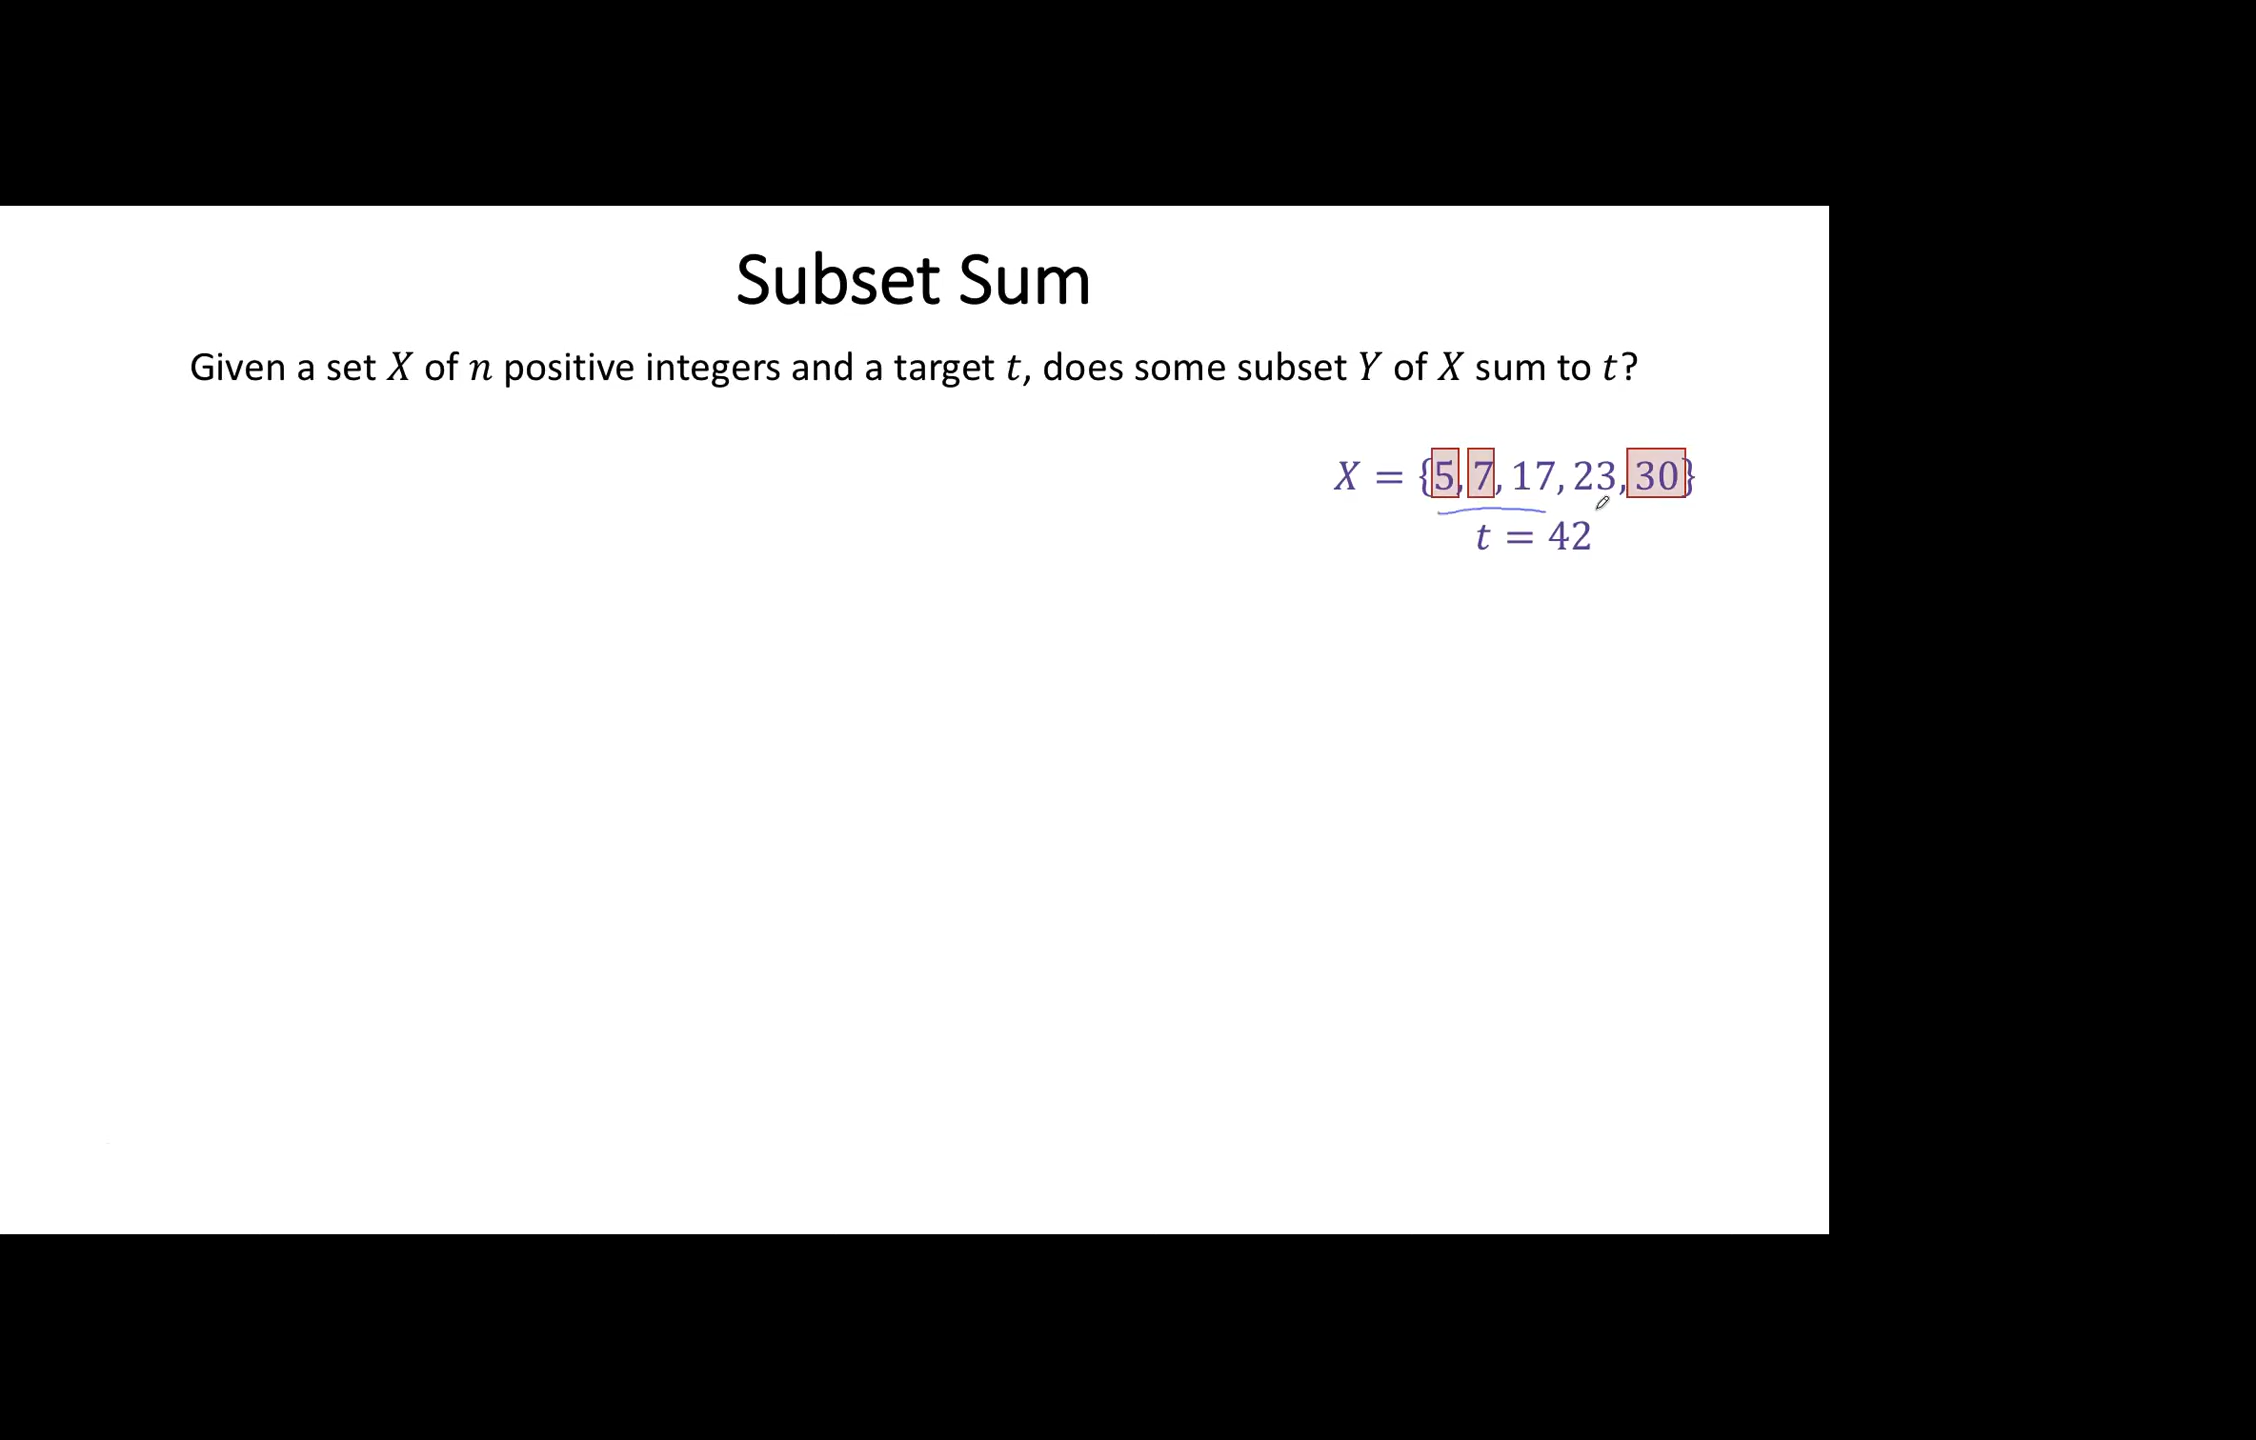 Subset Sum
Given a set X of n positive integers and a target t, does some subset Y of X sum to t?
X = {5, 7, 17, 23, 30}
t = 42